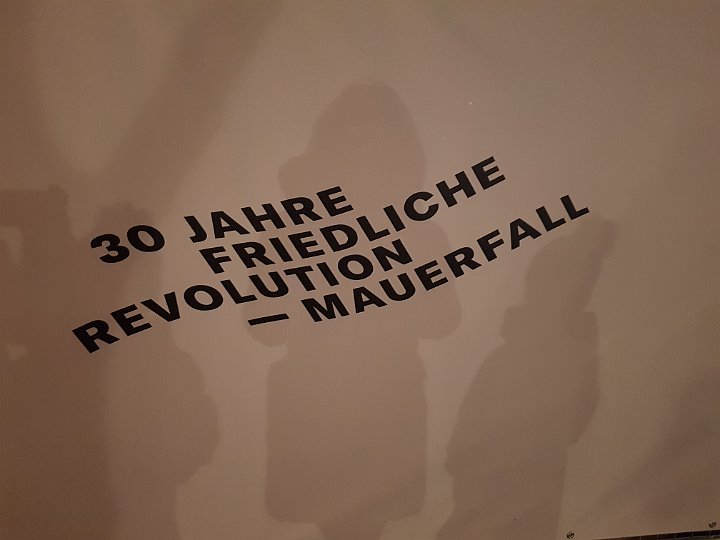 30 JAHRE
FRIEDLICHE
REVOLUTION
— MAUERFALL